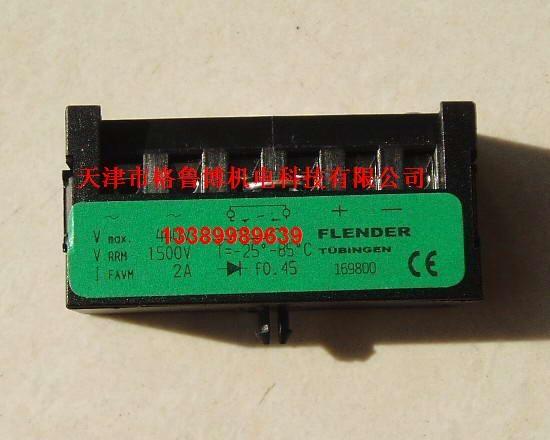 天津市格鲁博机电科技有限公司
~ ~ + −
V max. 13389989639 FLENDER
V RRM 1500V T=-25°-85°C TÜBINGEN
I FAVM 2A f0.45 169800 CE